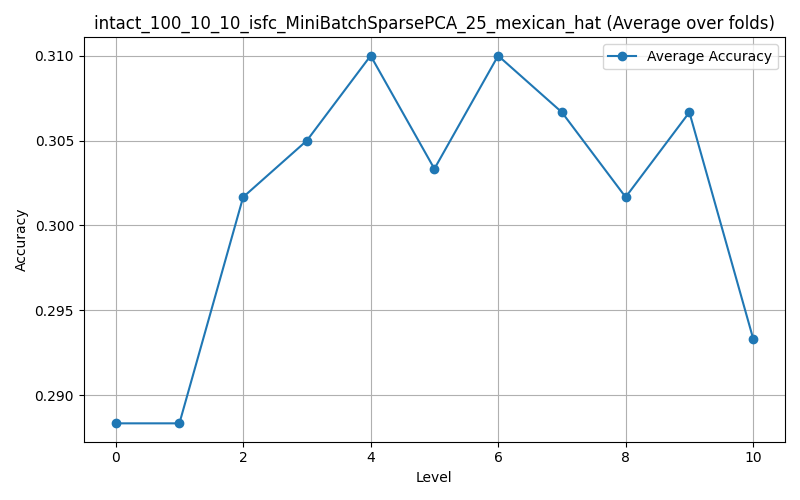 intact_100_10_10_isfc_MiniBatchSparsePCA_25_mexican_hat (Average over folds)
Average Accuracy
0.310
0.305
0.300
0.295
0.290
Accuracy
0 2 4 6 8 10
Level